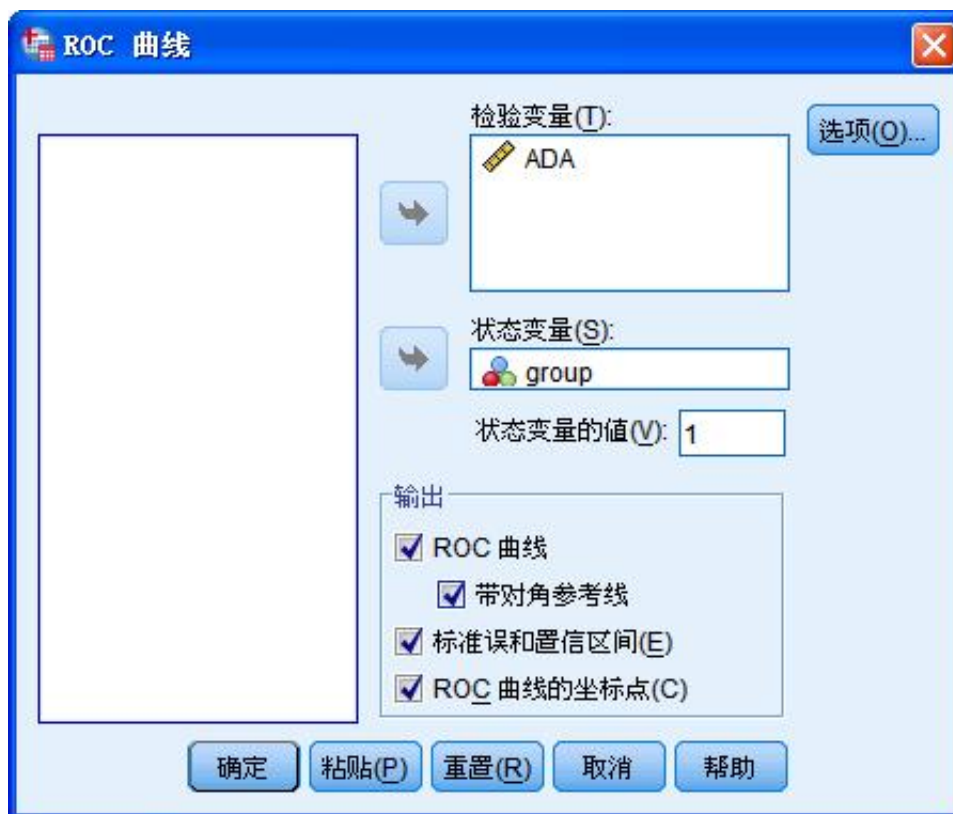 ROC 曲线
检验变量(T):
ADA
选项(O)...
状态变量(S):
group
状态变量的值(V): 1
输出
ROC 曲线
带对角参考线
标准误和置信区间(E)
ROC 曲线的坐标点(C)
确定 粘贴(P) 重置(R) 取消 帮助